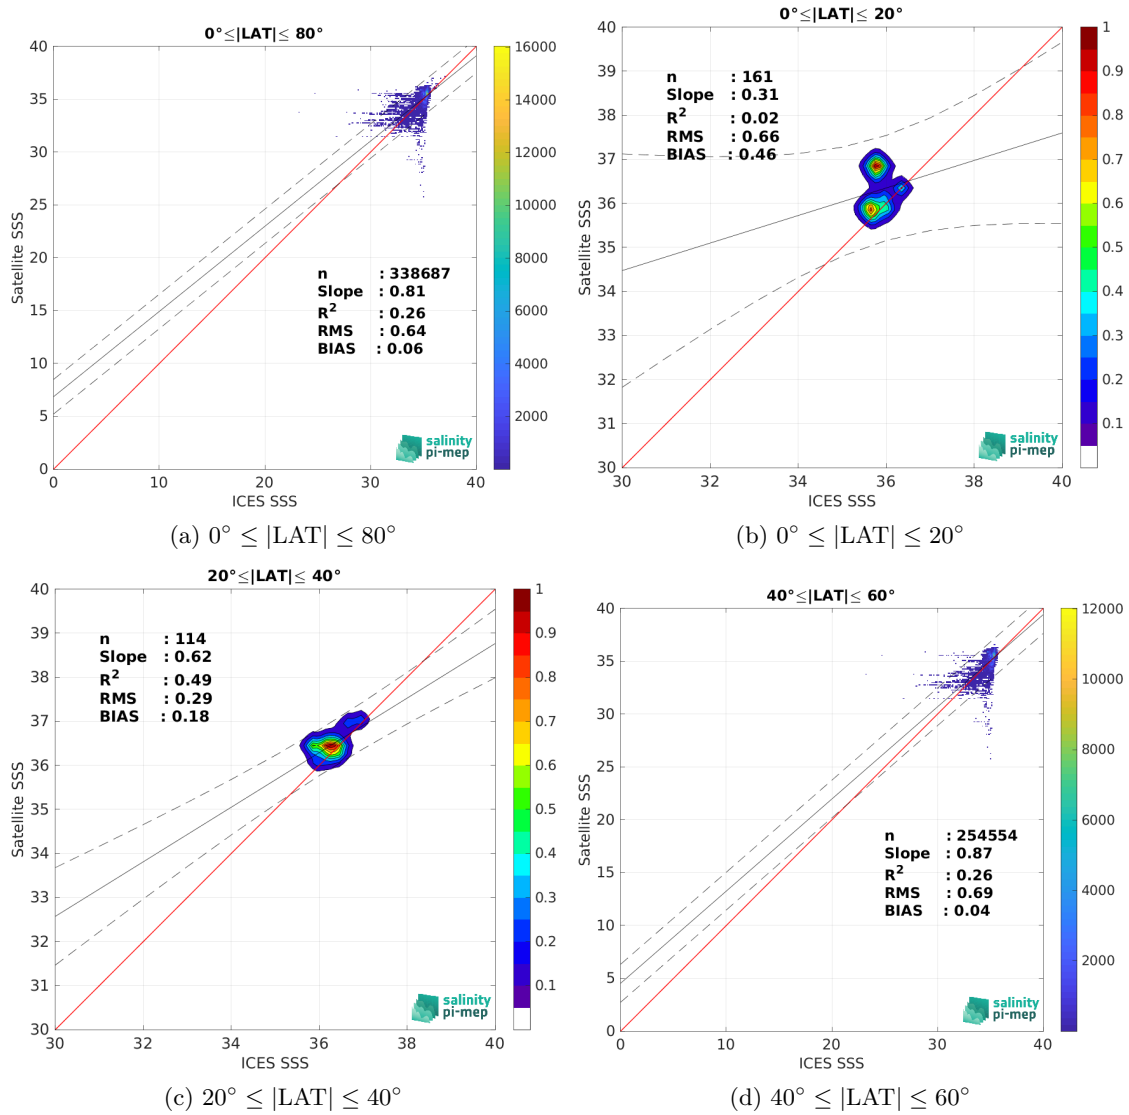 0°≤|LAT|≤ 80°
40
35
30
25
20
15
10
5
0
0
10
20
30
40
Satellite SSS
ICES SSS
n : 338687
Slope : 0.81
R² : 0.26
RMS : 0.64
BIAS : 0.06
salinity
pi-mep
16000
14000
12000
10000
8000
6000
4000
2000
(a) 0° ≤ |LAT| ≤ 80°
0°≤|LAT|≤ 20°
40
39
38
37
36
35
34
33
32
31
30
30
32
34
36
38
40
Satellite SSS
ICES SSS
n : 161
Slope : 0.31
R² : 0.02
RMS : 0.66
BIAS : 0.46
salinity
pi-mep
1
0.9
0.8
0.7
0.6
0.5
0.4
0.3
0.2
0.1
(b) 0° ≤ |LAT| ≤ 20°
20°≤|LAT|≤ 40°
40
39
38
37
36
35
34
33
32
31
30
30
32
34
36
38
40
Satellite SSS
ICES SSS
n : 114
Slope : 0.62
R² : 0.49
RMS : 0.29
BIAS : 0.18
salinity
pi-mep
1
0.9
0.8
0.7
0.6
0.5
0.4
0.3
0.2
0.1
(c) 20° ≤ |LAT| ≤ 40°
40°≤|LAT|≤ 60°
40
35
30
25
20
15
10
5
0
0
10
20
30
40
Satellite SSS
ICES SSS
n : 254554
Slope : 0.87
R² : 0.26
RMS : 0.69
BIAS : 0.04
salinity
pi-mep
12000
10000
8000
6000
4000
2000
(d) 40° ≤ |LAT| ≤ 60°